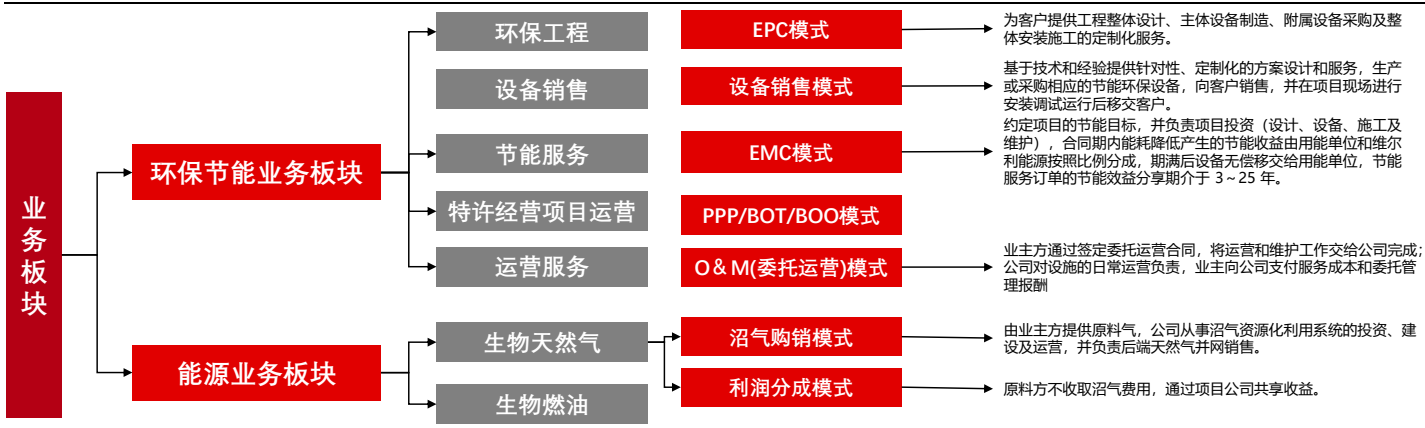 业务板块
环保节能业务板块
能源业务板块
环保工程
EPC模式
为客户提供工程整体设计、主体设备制造、附属设备采购及整
体安装施工的定制化服务。
设备销售
设备销售模式
基于技术和经验提供针对性、定制化的方案设计和服务，生产
或采购相应的节能环保设备，向客户销售，并在项目现场进行
安装调试运行后移交客户。
节能服务
EMC模式
约定项目的节能目标，并负责项目投资（设计、设备、施工及
维护），合同期内能耗降低产生的节能收益由用能单位和维尔
利能源按照比例分成，期满后设备无偿移交给用能单位，节能
服务订单的节能效益分享期介于 3～25 年。
特许经营项目运营
PPP/BOT/BOO模式
运营服务
O＆M(委托运营)模式
业主方通过签定委托运营合同，将运营和维护工作交给公司完成；
公司对设施的日常运营负责，业主向公司支付服务成本和委托管
理报酬
生物天然气
沼气购销模式
由业主方提供原料气，公司从事沼气资源化利用系统的投资、建
设及运营，并负责后端天然气并网销售。
利润分成模式
原料方不收取沼气费用，通过项目公司共享收益。
生物燃油